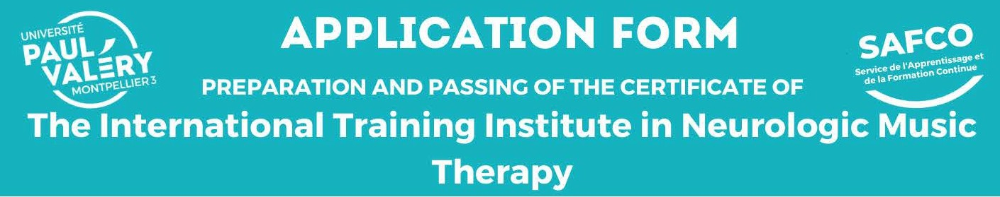 UNIVERSITÉ
PAUL
VALÉRY
MONTPELLIER 3
APPLICATION FORM
SAFCO
Service de l'Apprentissage et
de la Formation Continue
PREPARATION AND PASSING OF THE CERTIFICATE OF
The International Training Institute in Neurologic Music
Therapy